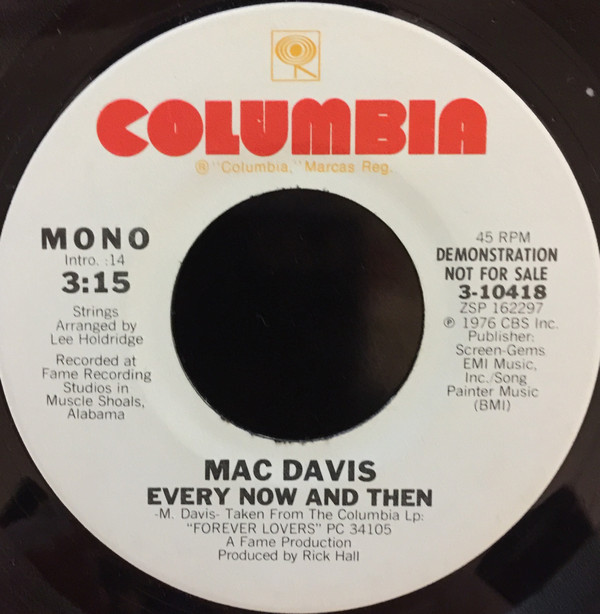 COLUMBIA
® "Columbia," Marcas Reg.
MONO
Intro. :14
3:15
Strings
Arranged by
Lee Holdridge
Recorded at
Fame Recording
Studios in
Muscle Shoals,
Alabama
45 RPM
DEMONSTRATION
NOT FOR SALE
3-10418
ZSP 162297
℗ 1976 CBS Inc.
Publisher:
Screen-Gems
EMI Music,
Inc./Song
Painter Music
(BMI)
MAC DAVIS
EVERY NOW AND THEN
-M. Davis- Taken From The Columbia Lp:
"FOREVER LOVERS" PC 34105
A Fame Production
Produced by Rick Hall